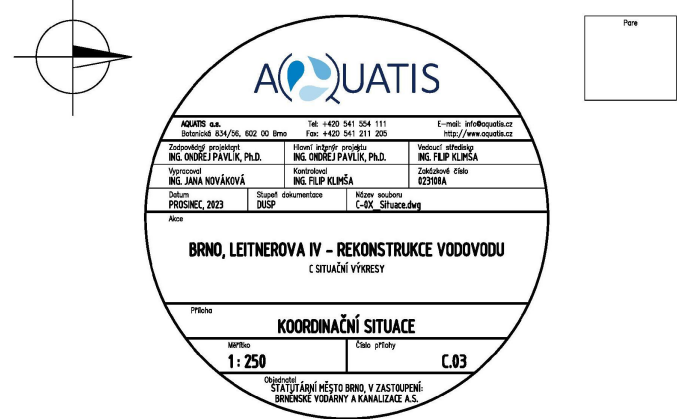 Pare
AQUATIS
AQUATIS a.s. Tel: +420 541 554 111 E-mail: info@aquatis.cz
Botanická 834/56, 602 00 Brno Fax: +420 541 211 205 http://www.aquatis.cz
Zodpovědný projektant Hlavní inženýr projektu Vedoucí střediska
ING. ONDŘEJ PAVLÍK, Ph.D. ING. ONDŘEJ PAVLÍK, Ph.D. ING. FILIP KLIMŠA
Vypracoval Kontroloval Zakázkové číslo
ING. JANA NOVÁKOVÁ ING. FILIP KLIMŠA 023108A
Datum Stupeň dokumentace Název souboru
PROSINEC, 2023 DUSP C-0X_Situace.dwg
Akce
BRNO, LEITNEROVA IV - REKONSTRUKCE VODOVODU
C SITUAČNÍ VÝKRESY
Příloha
KOORDINAČNÍ SITUACE
Měřítko Číslo přílohy
1 : 250 C.03
Objednatel
STATUTÁRNÍ MĚSTO BRNO, V ZASTOUPENÍ:
BRNĚNSKÉ VODÁRNY A KANALIZACE A.S.